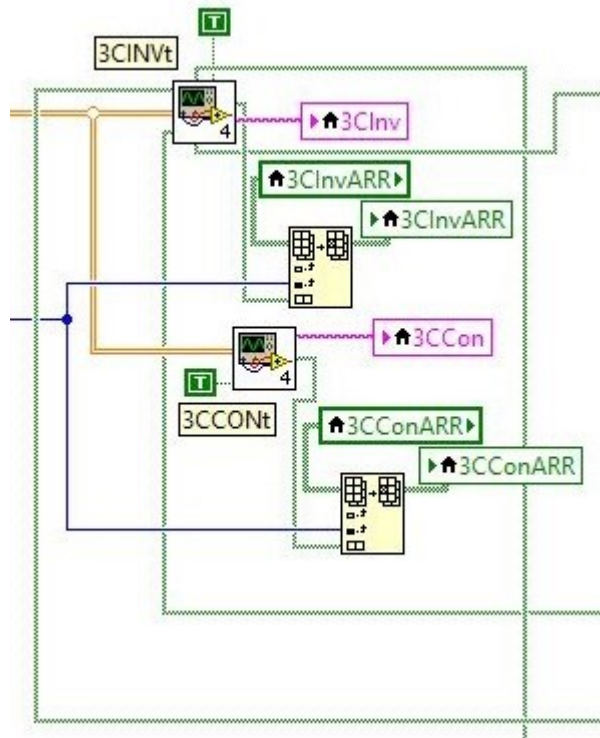 T
3CINVt
4
3CInv
3CInvARR
3CInvARR
3CCon
4
T
3CCONt
3CConARR
3CConARR